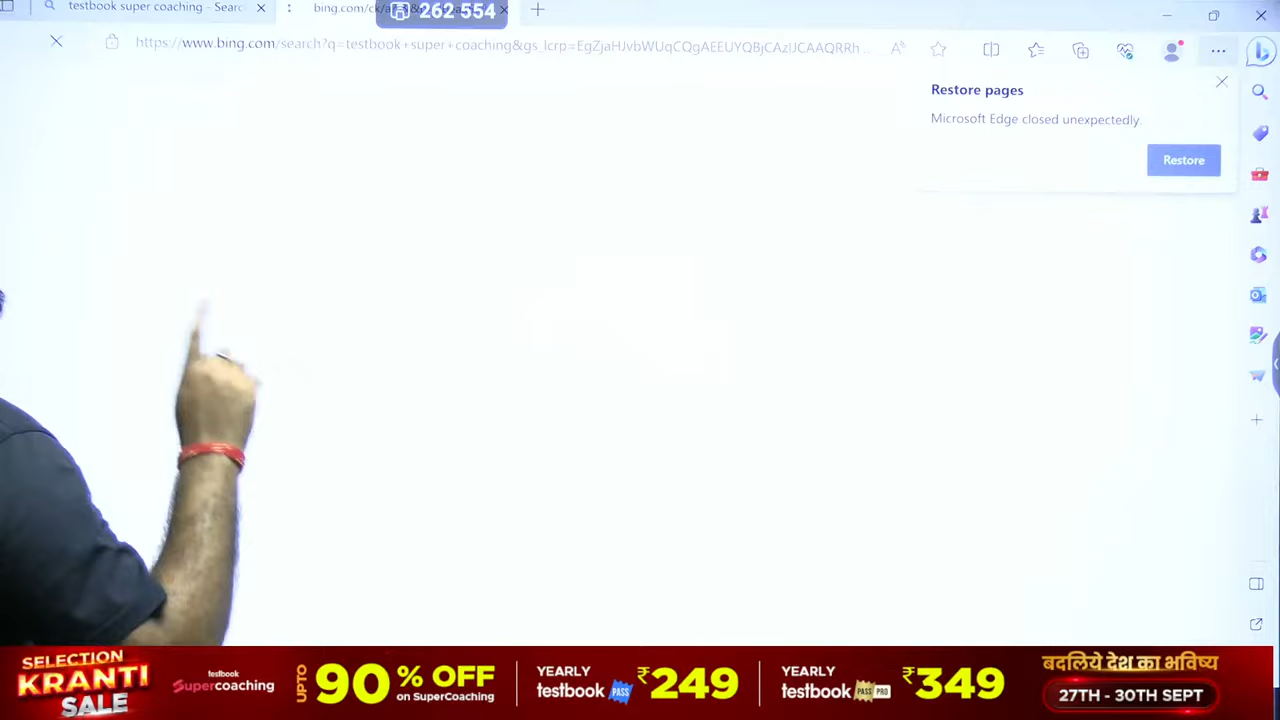 testbook super coaching - Searc
bing.com/ck/a
262 554
https://www.bing.com/search?q=testbook+super+coaching&gs_lcrp=EgZjaHJvbWUqCQgAEEUYQBjCAzIJCAAQRRh ..
Restore pages
Microsoft Edge closed unexpectedly.
Restore
SELECTION
KRANTI
SALE
testbook
Supercoaching
UPTO
90% OFF
on SuperCoaching
YEARLY
testbook PASS
₹249
YEARLY
testbook PASS PRO
₹349
बदलिये देश का भविष्य
27TH - 30TH SEPT